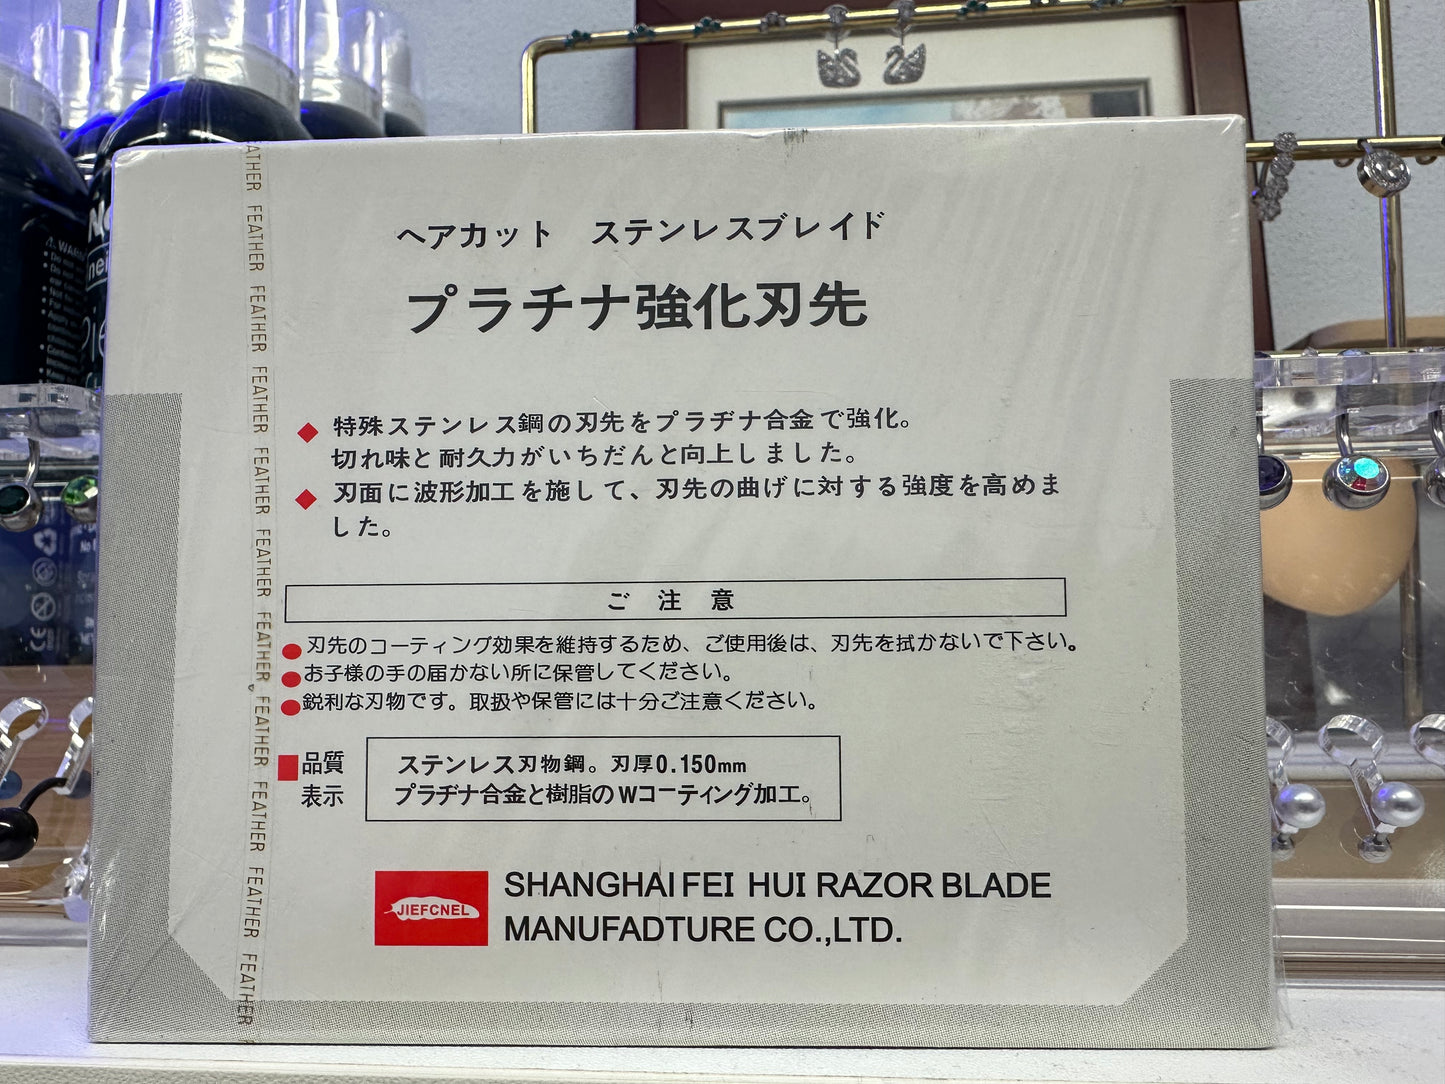 ヘアカット ステンレスブレイド
プラチナ強化刃先
特殊ステンレス鋼の刃先をプラヂナ合金で強化。
切れ味と耐久力がいちだんと向上しました。
刃面に波形加工を施して、刃先の曲げに対する強度を高めま
した。
ご注意
刃先のコーティング効果を維持するため、ご使用後は、刃先を拭かないで下さい。
お子様の手の届かない所に保管してください。
鋭利な刃物です。取扱や保管には十分ご注意ください。
品質
表示
ステンレス刃物鋼。刃厚0.150mm
プラヂナ合金と樹脂のWコーティング加工。
JIEFCNEL
SHANGHAI FEI HUI RAZOR BLADE
MANUFADTURE CO.,LTD.
FEATHER FEATHER FEATHER FEATHER FEATHER FEATHER FEATHER FEATHER FEATHER FEATHER